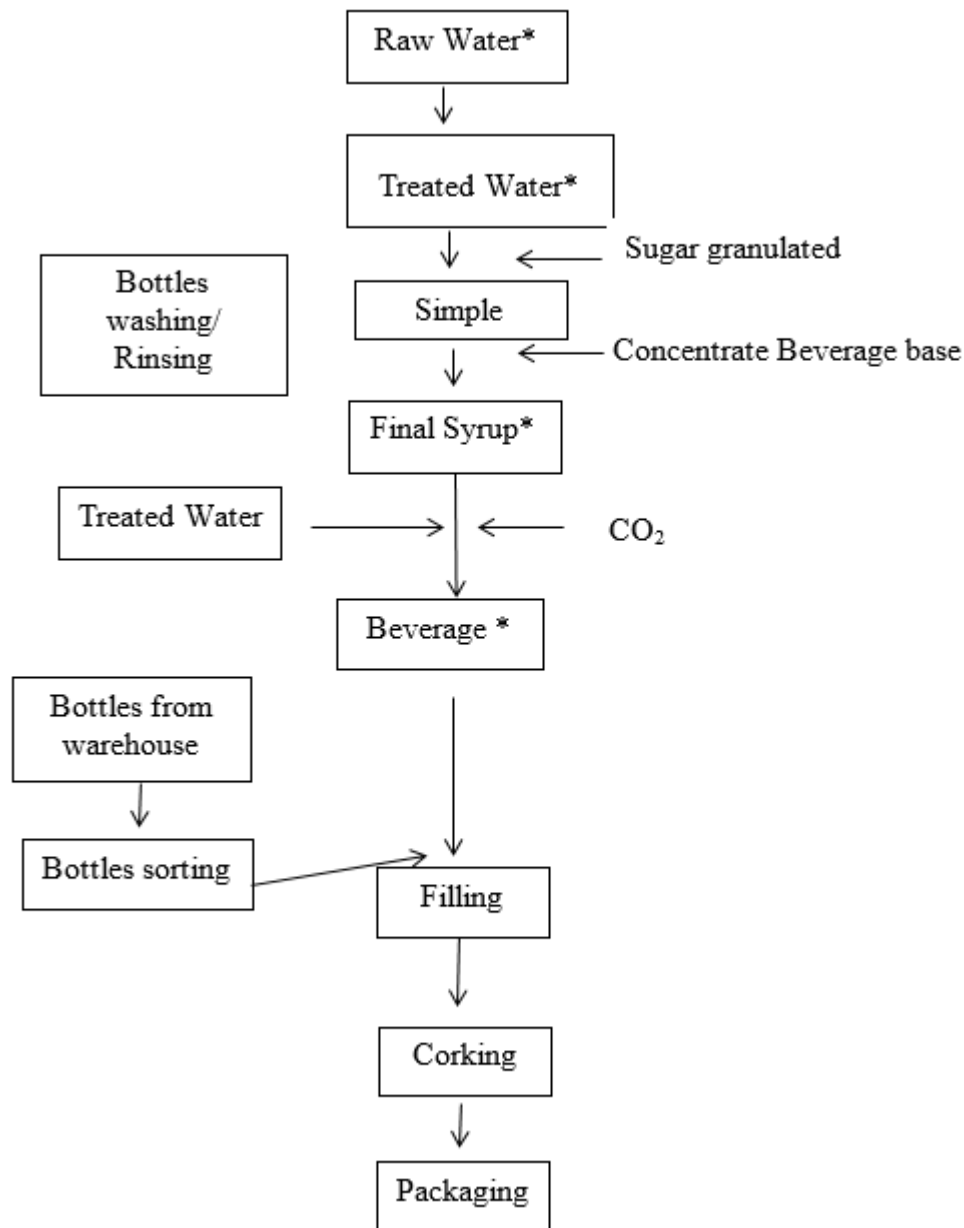 Raw Water*
Treated Water*
Sugar granulated
Bottles
washing/
Rinsing
Simple
Concentrate Beverage base
Final Syrup*
Treated Water
CO₂
Beverage *
Bottles from
warehouse
Bottles sorting
Filling
Corking
Packaging